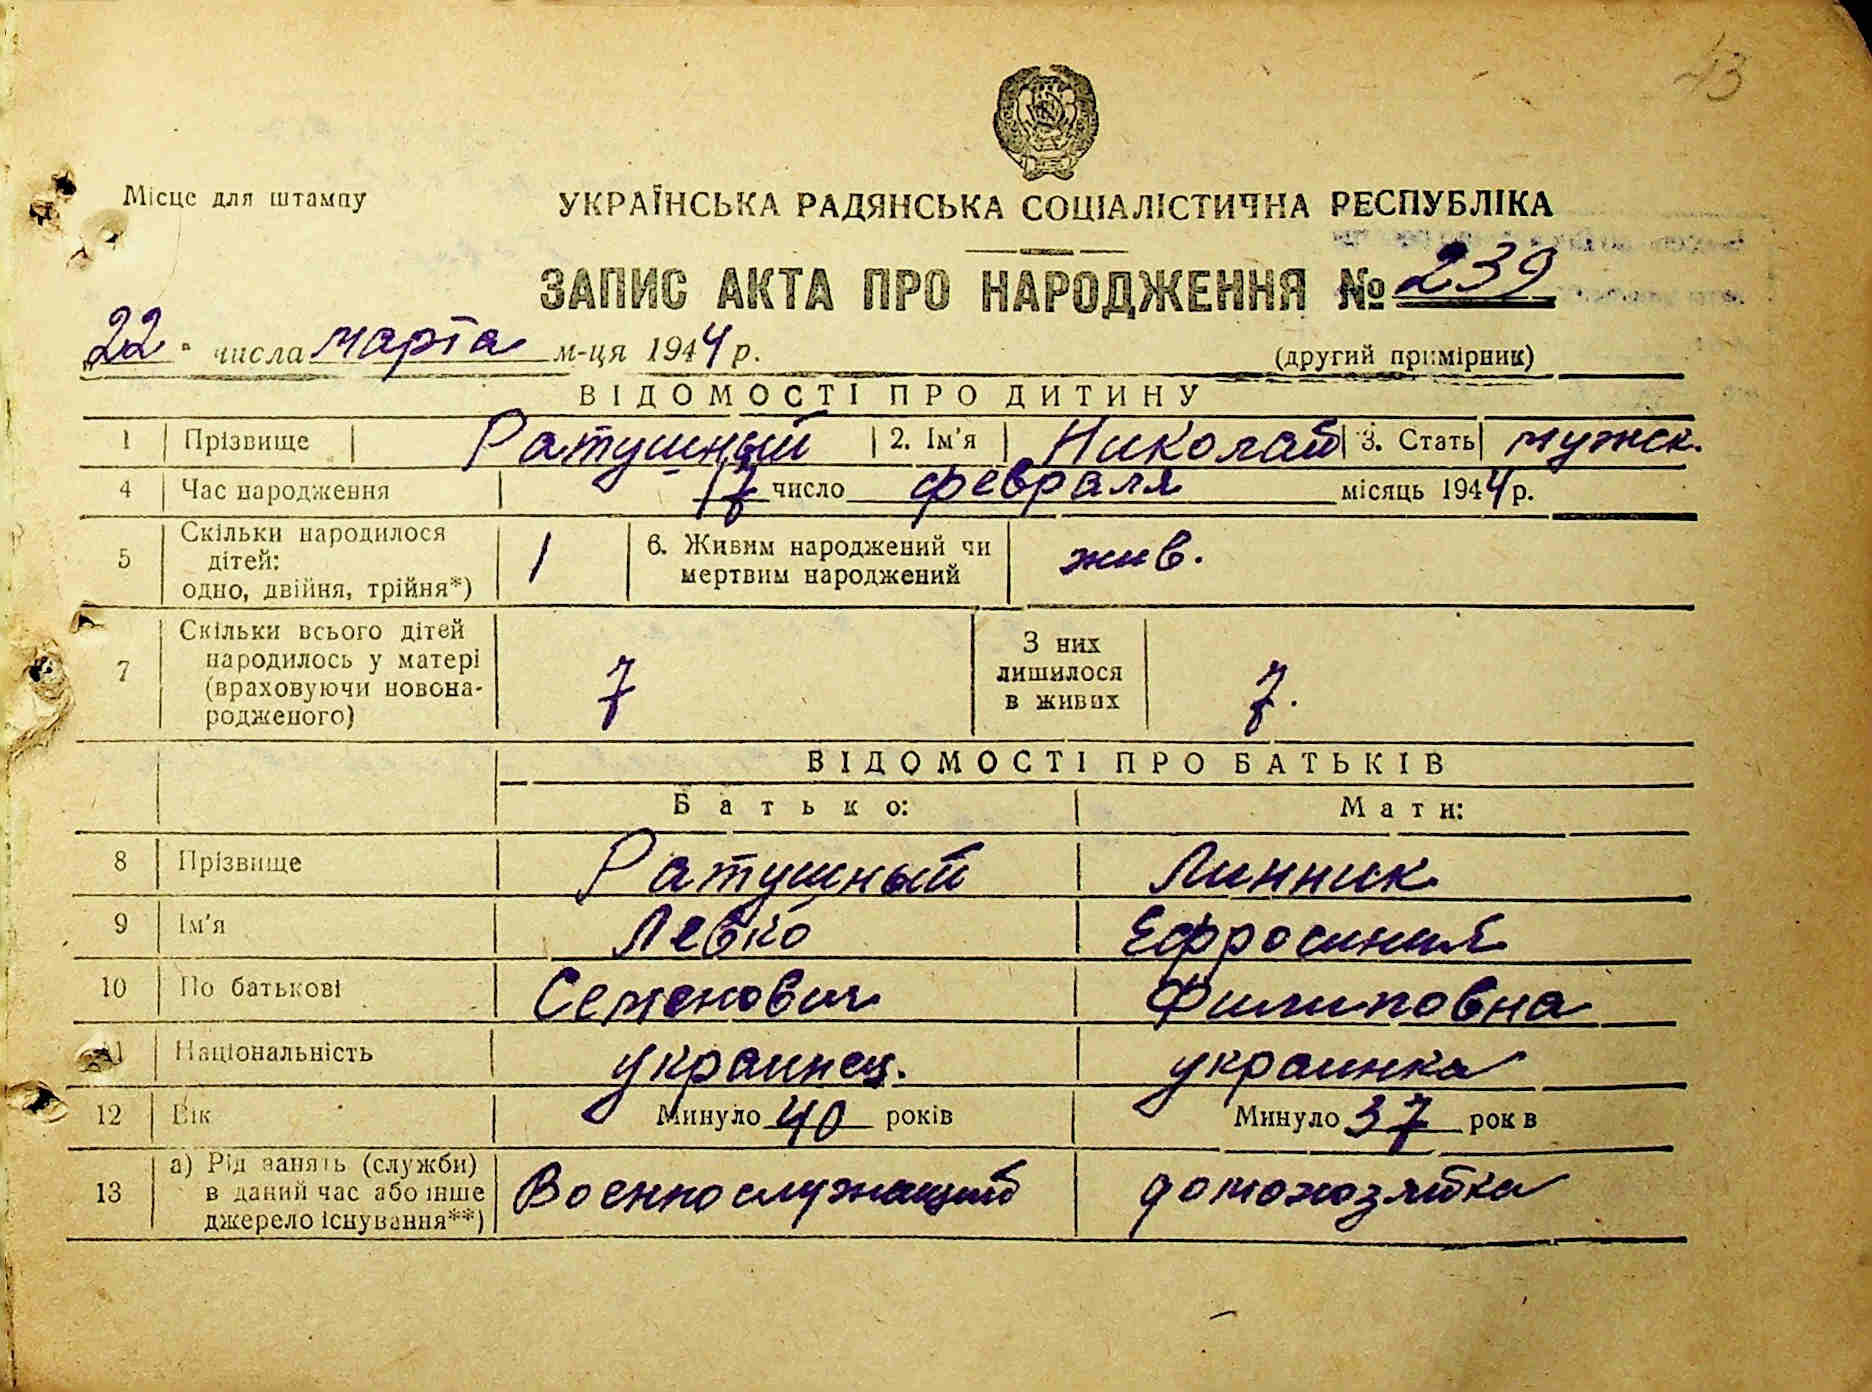 43
Місце для штампу
УКРАЇНСЬКА РАДЯНСЬКА СОЦІАЛІСТИЧНА РЕСПУБЛІКА
ЗАПИС АКТА ПРО НАРОДЖЕННЯ № 239
22 " числа марта м-ця 1944 р.
(другий примірник)
ВІДОМОСТІ ПРО ДИТИНУ
1 Прізвище Ратушный 2. Ім'я Николай 3. Стать мужск.
4 Час народження 17 число февраля місяць 1944 р.
5 Скільки народилося дітей: одно, двійня, трійня*) 1 6. Живим народжений чи мертвим народжений жив.
7 Скільки всього дітей народилось у матері (враховуючи новонародженого) 7 З них лишилося в живих 7.
ВІДОМОСТІ ПРО БАТЬКІВ
Батько: Мати:
8 Прізвище Ратушный Линник
9 Ім'я Левко Ефросиния
10 По батькові Семенович Филиповна
11 Національність украинец. украинка
12 Вік Минуло 40 років Минуло 37 рок в
13 а) Рід занять (служби) в даний час або інше джерело існування**) Военнослужащий домохозяйка